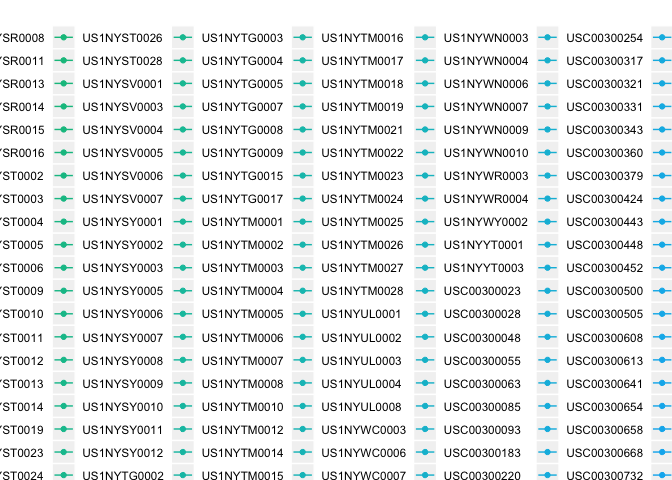 YSR0008 US1NYST0026 US1NYTG0003 US1NYTM0016 US1NYWN0003 USC00300254
YSR0011 US1NYST0028 US1NYTG0004 US1NYTM0017 US1NYWN0004 USC00300317
YSR0013 US1NYSV0001 US1NYTG0005 US1NYTM0018 US1NYWN0006 USC00300321
YSR0014 US1NYSV0003 US1NYTG0007 US1NYTM0019 US1NYWN0007 USC00300331
YSR0015 US1NYSV0004 US1NYTG0008 US1NYTM0021 US1NYWN0009 USC00300343
YSR0016 US1NYSV0005 US1NYTG0009 US1NYTM0022 US1NYWN0010 USC00300360
YST0002 US1NYSV0006 US1NYTG0015 US1NYTM0023 US1NYWR0003 USC00300379
YST0003 US1NYSV0007 US1NYTG0017 US1NYTM0024 US1NYWR0004 USC00300424
YST0004 US1NYSY0001 US1NYTM0001 US1NYTM0025 US1NYWY0002 USC00300443
YST0005 US1NYSY0002 US1NYTM0002 US1NYTM0026 US1NYYT0001 USC00300448
YST0006 US1NYSY0003 US1NYTM0003 US1NYTM0027 US1NYYT0003 USC00300452
YST0009 US1NYSY0005 US1NYTM0004 US1NYTM0028 USC00300023 USC00300500
YST0010 US1NYSY0006 US1NYTM0005 US1NYUL0001 USC00300028 USC00300505
YST0011 US1NYSY0007 US1NYTM0006 US1NYUL0002 USC00300048 USC00300608
YST0012 US1NYSY0008 US1NYTM0007 US1NYUL0003 USC00300055 USC00300613
YST0013 US1NYSY0009 US1NYTM0008 US1NYUL0004 USC00300063 USC00300641
YST0014 US1NYSY0010 US1NYTM0010 US1NYUL0008 USC00300085 USC00300654
YST0019 US1NYSY0011 US1NYTM0012 US1NYWC0003 USC00300093 USC00300658
YST0023 US1NYSY0012 US1NYTM0014 US1NYWC0006 USC00300183 USC00300668
YST0024 US1NYTG0002 US1NYTM0015 US1NYWC0007 USC00300220 USC00300732